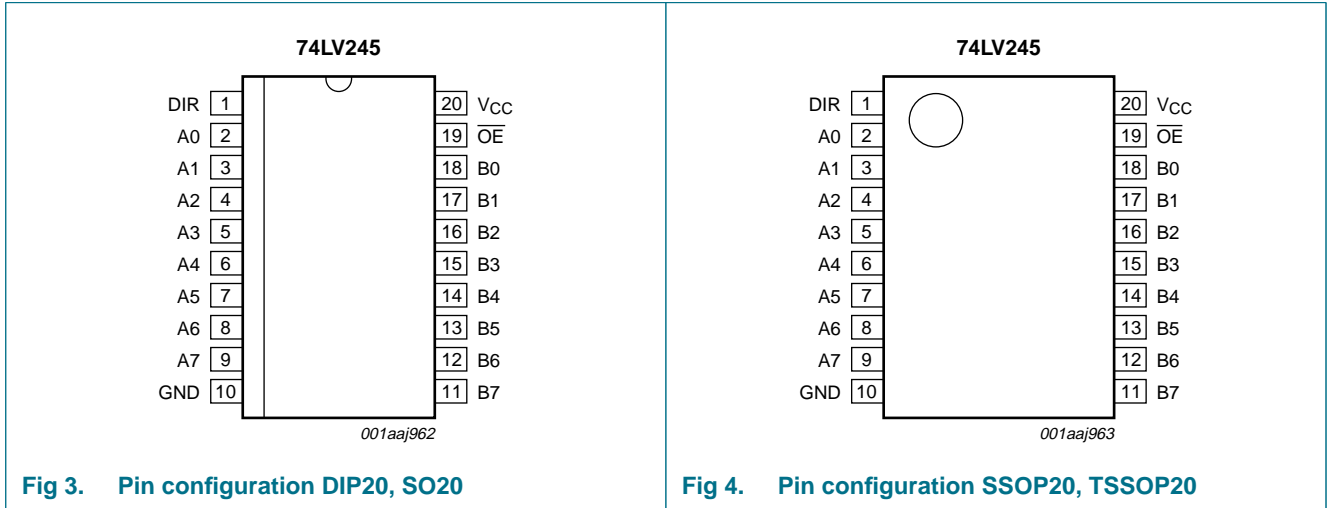 74LV245
DIR 1 20 VCC
A0 2 19 OE
A1 3 18 B0
A2 4 17 B1
A3 5 16 B2
A4 6 15 B3
A5 7 14 B4
A6 8 13 B5
A7 9 12 B6
GND 10 11 B7
001aaj962
Fig 3. Pin configuration DIP20, SO20
74LV245
DIR 1 20 VCC
A0 2 19 OE
A1 3 18 B0
A2 4 17 B1
A3 5 16 B2
A4 6 15 B3
A5 7 14 B4
A6 8 13 B5
A7 9 12 B6
GND 10 11 B7
001aaj963
Fig 4. Pin configuration SSOP20, TSSOP20